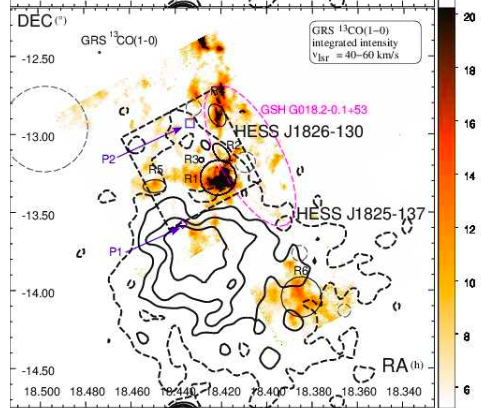 DEC(°)
GRS ¹³CO(1-0)
GRS ¹³CO(1-0)
integrated intensity
vlsr = 40-60 km/s
20
-12.50
18
GSH G018.2-0.1+53
-13.00
HESS J1826-130
16
P2
R3
R2
R5
R1
14
-13.50
HESS J1825-137
12
P1
R6
-14.00
10
8
-14.50
RA(h)
6
18.500
18.480
18.460
18.440
18.420
18.400
18.380
18.360
18.340